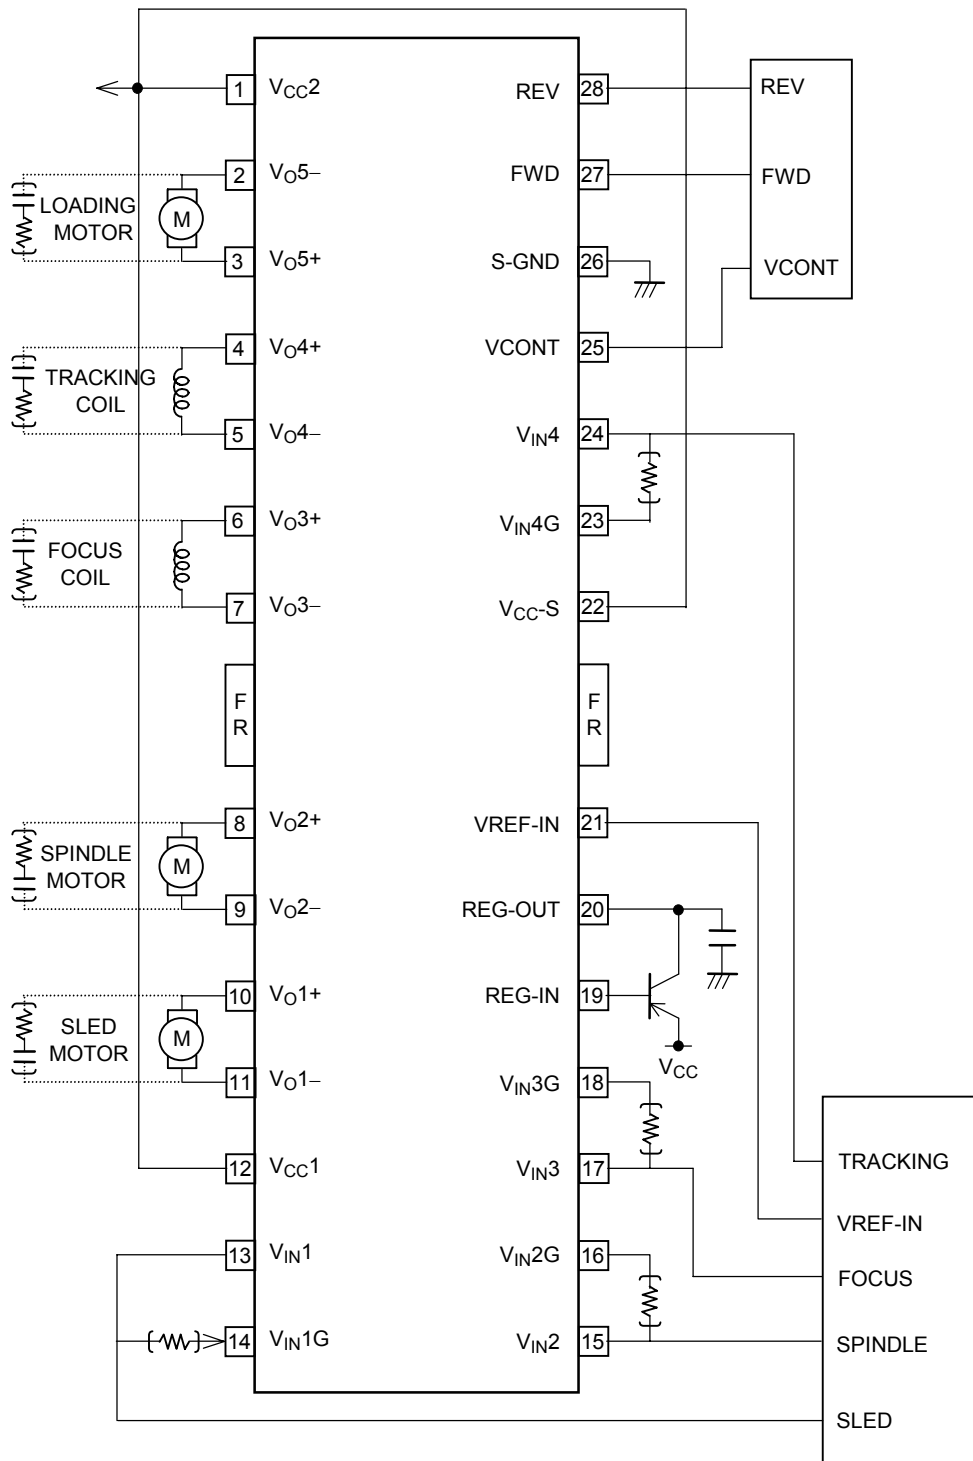 1 VCC2
REV 28
REV
2 VO5−
FWD 27
FWD
LOADING
MOTOR
M
3 VO5+
S-GND 26
VCONT
4 VO4+
VCONT 25
TRACKING
COIL
5 VO4−
VIN4 24
6 VO3+
VIN4G 23
FOCUS
COIL
7 VO3−
VCC-S 22
F
R
F
R
8 VO2+
VREF-IN 21
SPINDLE
MOTOR
M
9 VO2−
REG-OUT 20
10 VO1+
REG-IN 19
SLED
MOTOR
M
VCC
11 VO1−
VIN3G 18
12 VCC1
VIN3 17
TRACKING
VREF-IN
13 VIN1
VIN2G 16
FOCUS
14 VIN1G
VIN2 15
SPINDLE
SLED